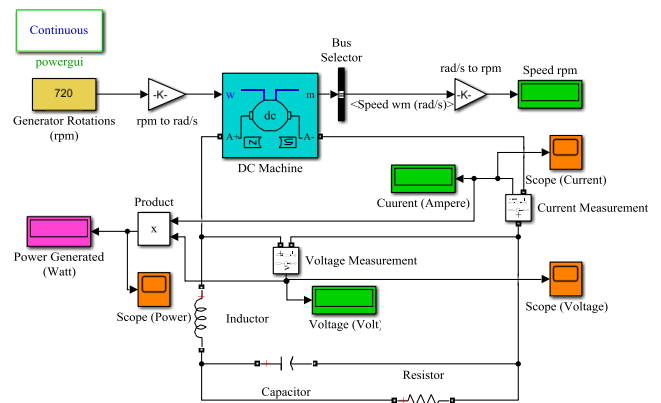 Continuous
powergui
720
Generator Rotations
(rpm)
-K-
rpm to rad/s
w
m
dc
A+
A-
N
S
DC Machine
Bus
Selector
<Speed wm (rad/s)>
rad/s to rpm
-K-
Speed rpm
Scope (Current)
Cuurent (Ampere)
Current Measurement
Product
x
Power Generated
(Watt)
Scope (Power)
Voltage Measurement
Voltage (Volt)
Scope (Voltage)
Inductor
Capacitor
Resistor